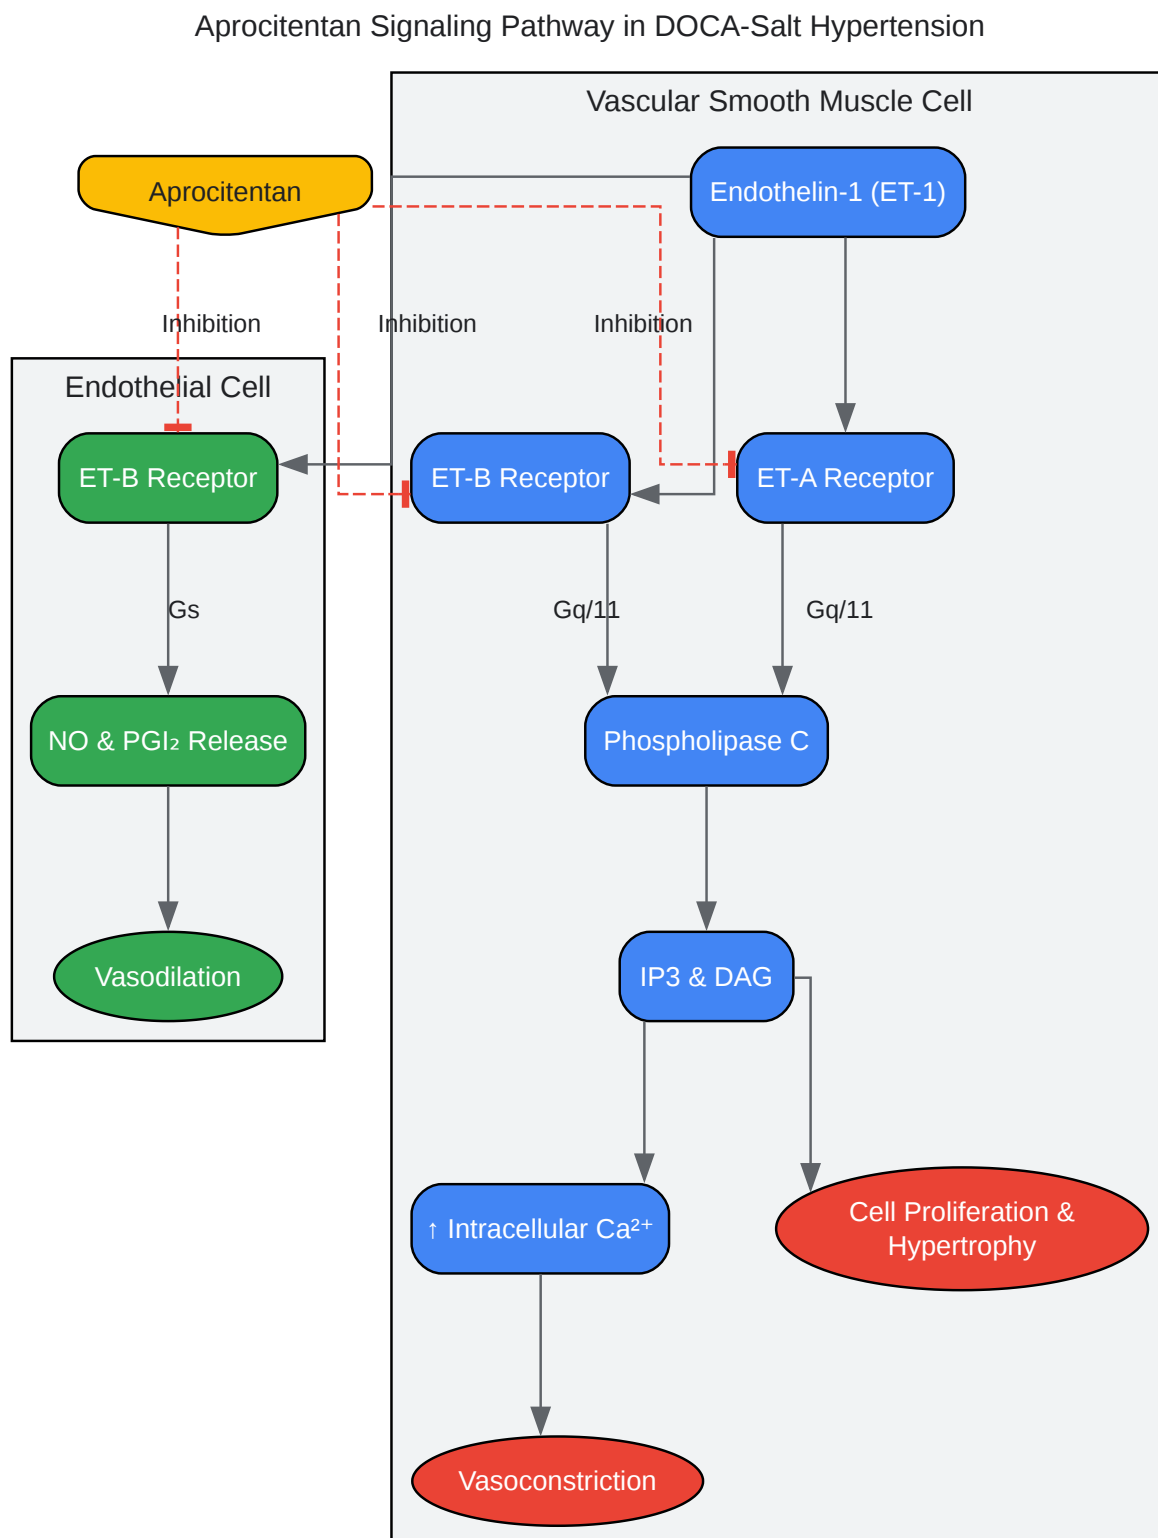 Aprocitentan Signaling Pathway in DOCA-Salt Hypertension
Vascular Smooth Muscle Cell
Aprocitentan
Endothelin-1 (ET-1)
Inhibition
Inhibition
Inhibition
Endothelial Cell
ET-B Receptor
ET-B Receptor
ET-A Receptor
Gs
Gq/11
Gq/11
NO & PGI₂ Release
Phospholipase C
Vasodilation
IP3 & DAG
↑ Intracellular Ca²⁺
Cell Proliferation &
Hypertrophy
Vasoconstriction